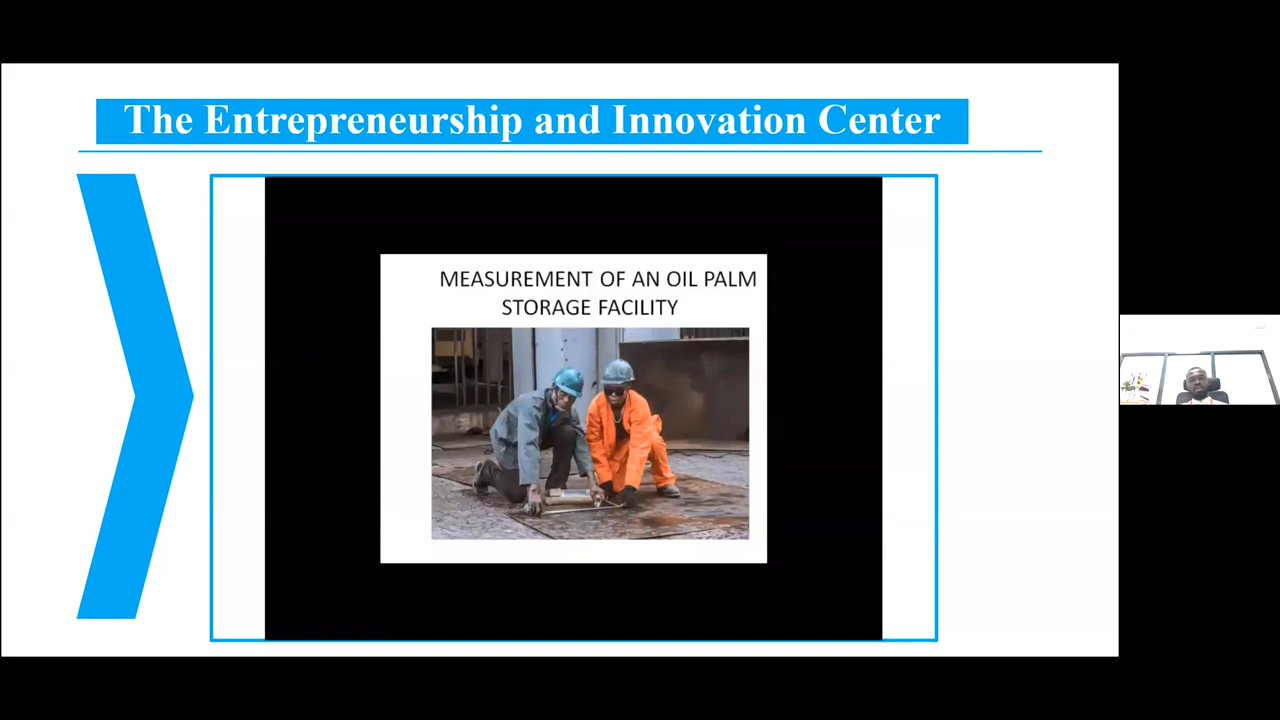 The Entrepreneurship and Innovation Center
MEASUREMENT OF AN OIL PALM
STORAGE FACILITY